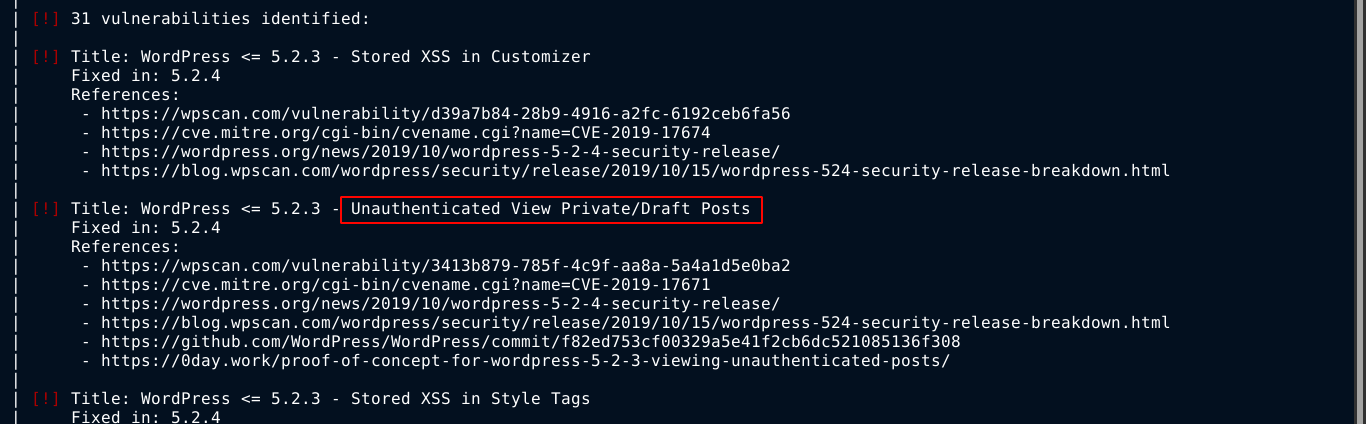 | [!] 31 vulnerabilities identified:
|
| [!] Title: WordPress <= 5.2.3 - Stored XSS in Customizer
|     Fixed in: 5.2.4
|     References:
|      - https://wpscan.com/vulnerability/d39a7b84-28b9-4916-a2fc-6192ceb6fa56
|      - https://cve.mitre.org/cgi-bin/cvename.cgi?name=CVE-2019-17674
|      - https://wordpress.org/news/2019/10/wordpress-5-2-4-security-release/
|      - https://blog.wpscan.com/wordpress/security/release/2019/10/15/wordpress-524-security-release-breakdown.html
|
| [!] Title: WordPress <= 5.2.3 - Unauthenticated View Private/Draft Posts
|     Fixed in: 5.2.4
|     References:
|      - https://wpscan.com/vulnerability/3413b879-785f-4c9f-aa8a-5a4a1d5e0ba2
|      - https://cve.mitre.org/cgi-bin/cvename.cgi?name=CVE-2019-17671
|      - https://wordpress.org/news/2019/10/wordpress-5-2-4-security-release/
|      - https://blog.wpscan.com/wordpress/security/release/2019/10/15/wordpress-524-security-release-breakdown.html
|      - https://github.com/WordPress/WordPress/commit/f82ed753cf00329a5e41f2cb6dc521085136f308
|      - https://0day.work/proof-of-concept-for-wordpress-5-2-3-viewing-unauthenticated-posts/
|
| [!] Title: WordPress <= 5.2.3 - Stored XSS in Style Tags
|     Fixed in: 5.2.4